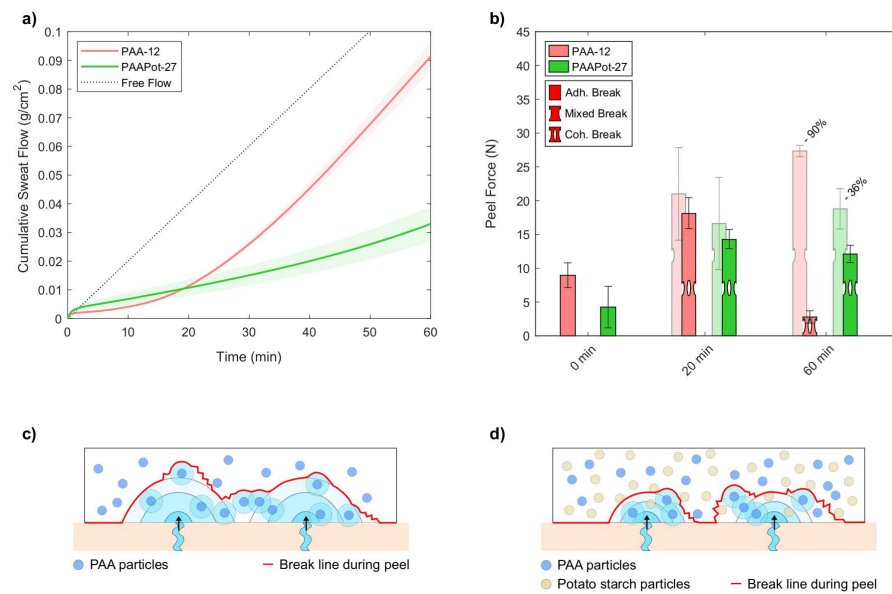 a)
0.1
0.09
0.08
0.07
0.06
0.05
0.04
0.03
0.02
0.01
0
Cumulative Sweat Flow (g/cm²)
PAA-12
PAAPot-27
Free Flow
0 10 20 30 40 50 60
Time (min)
b)
45
40
35
30
25
20
15
10
5
0
Peel Force (N)
PAA-12
PAAPot-27
Adh. Break
Mixed Break
Coh. Break
- 90%
- 36%
0 min
20 min
60 min
c)
PAA particles
Break line during peel
d)
PAA particles
Potato starch particles
Break line during peel